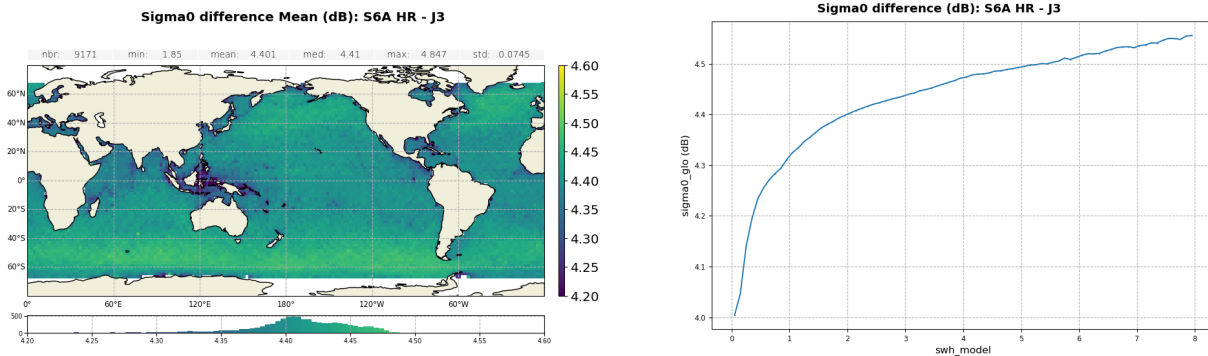 Sigma0 difference Mean (dB): S6A HR - J3
nbr: 9171 min: 1.85 mean: 4.401 med: 4.41 max: 4.847 std: 0.0745
60°N
40°N
20°N
0°
20°S
40°S
60°S
0° 60°E 120°E 180° 120°W 60°W
4.60
4.55
4.50
4.45
4.40
4.35
4.30
4.25
4.20
500
0
4.20 4.25 4.30 4.35 4.40 4.45 4.50 4.55 4.60
Sigma0 difference (dB): S6A HR - J3
sigma0_glo (dB)
4.5
4.4
4.3
4.2
4.1
4.0
0 1 2 3 4 5 6 7 8
swh_model